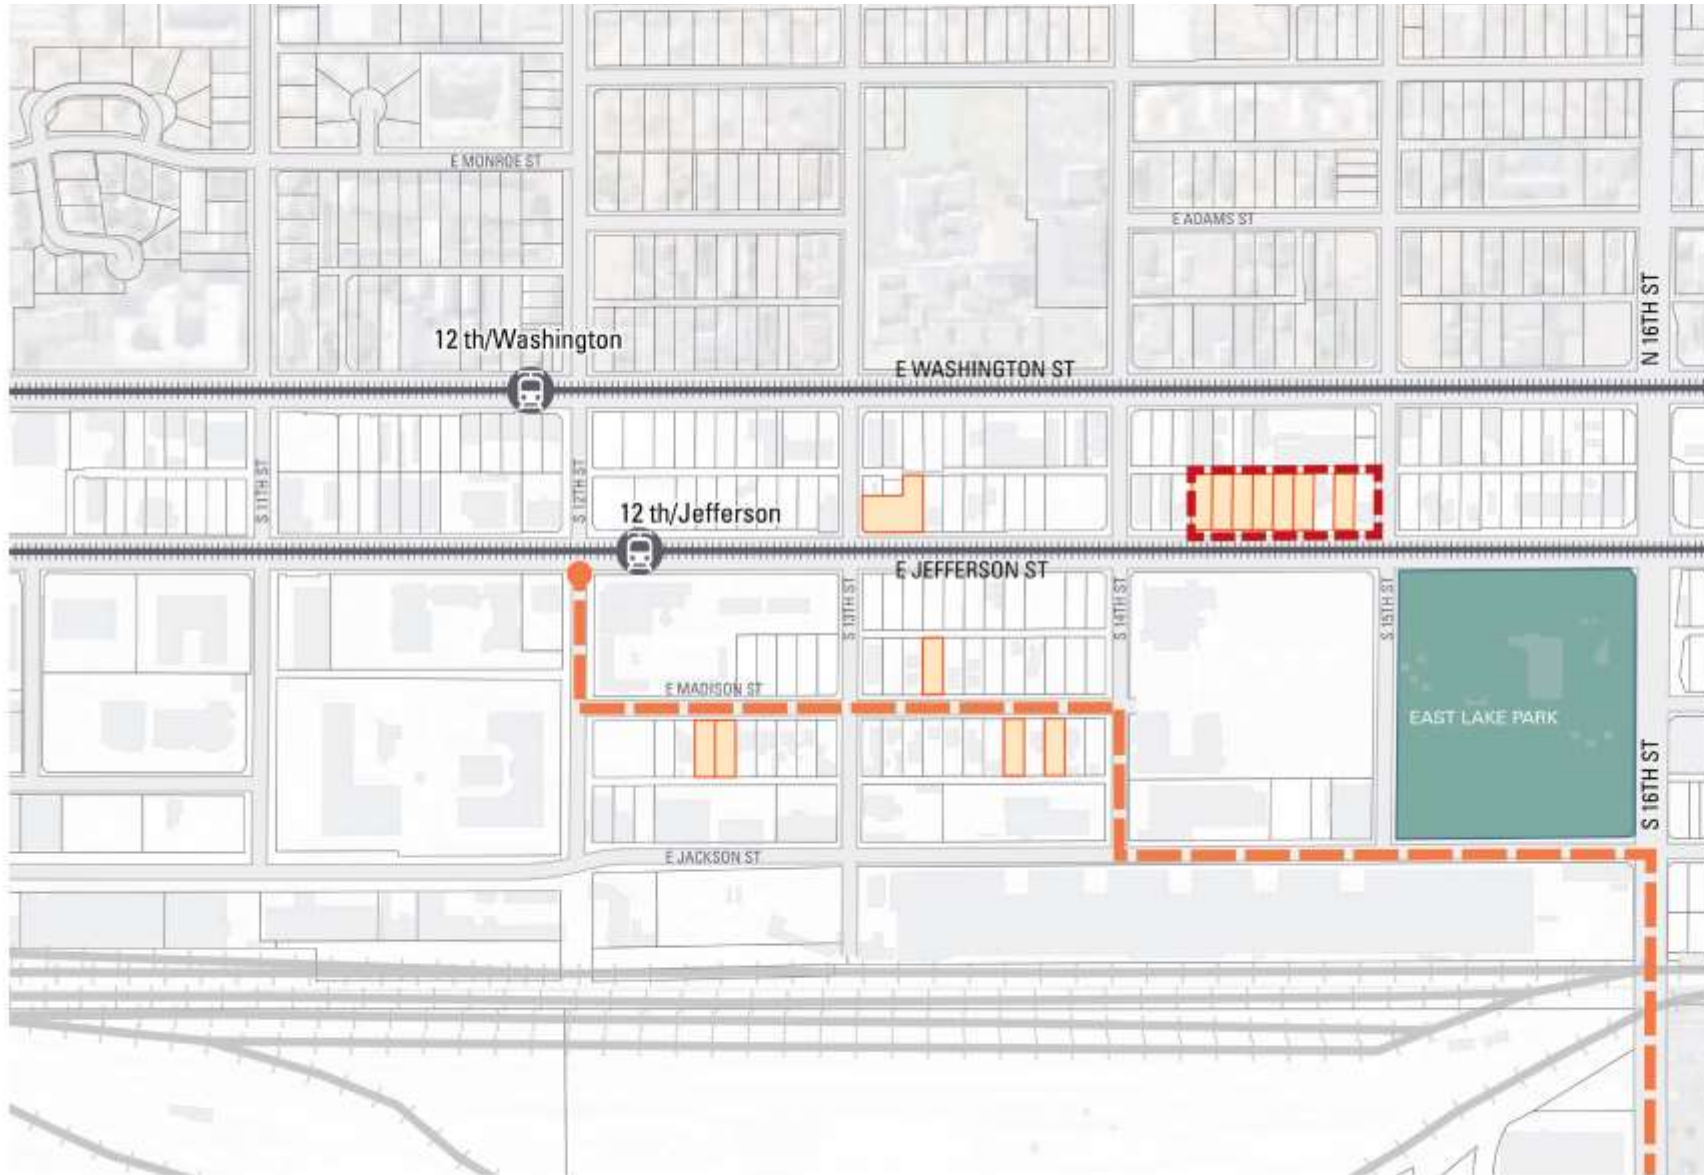 E MONROE ST
E ADAMS ST
N 16TH ST
12 th/Washington
E WASHINGTON ST
S 11TH ST
S 12TH ST
12 th/Jefferson
E JEFFERSON ST
S 13TH ST
S 14TH ST
S 15TH ST
E MADISON ST
EAST LAKE PARK
S 16TH ST
E JACKSON ST